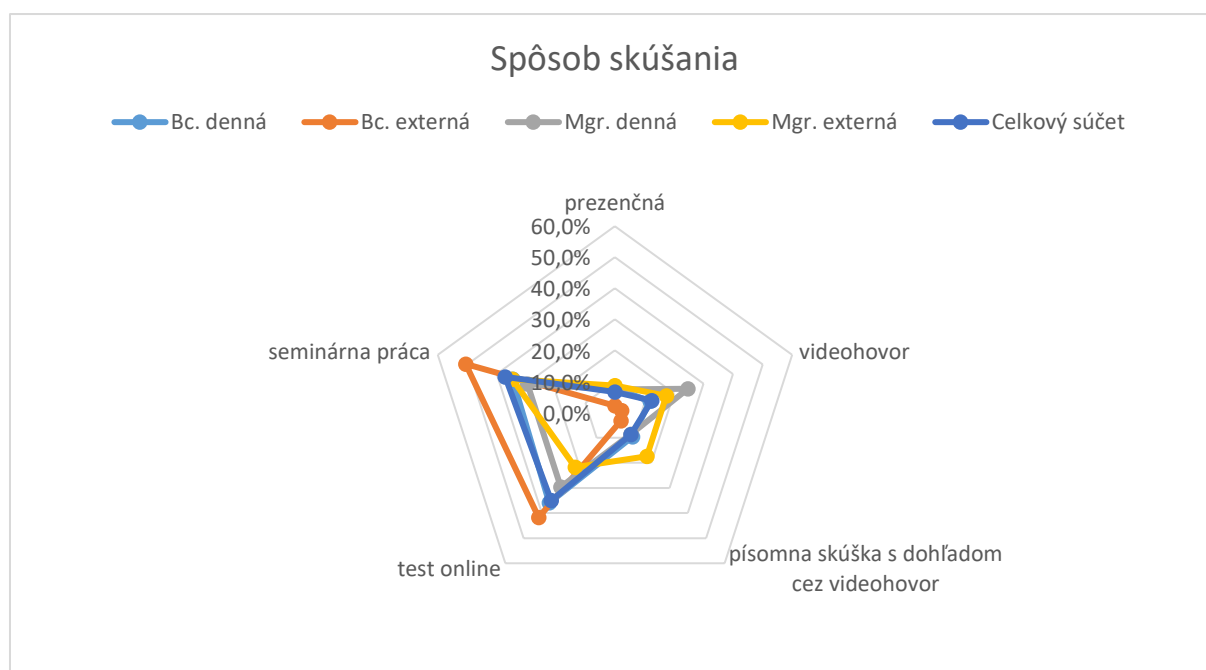 Spôsob skúšania
Bc. denná
Bc. externá
Mgr. denná
Mgr. externá
Celkový súčet
prezenčná
60,0%
50,0%
40,0%
30,0%
20,0%
10,0%
0,0%
videohovor
seminárna práca
písomna skúška s dohľadom
cez videohovor
test online